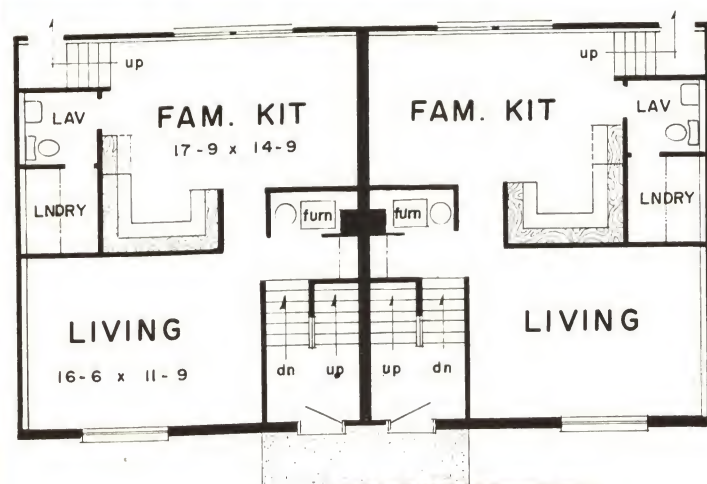 up
up
LAV
LAV
FAM. KIT
FAM. KIT
17-9 x 14-9
LNDRY
LNDRY
furn
furn
LIVING
LIVING
16-6 x 11-9
dn
up
up
dn